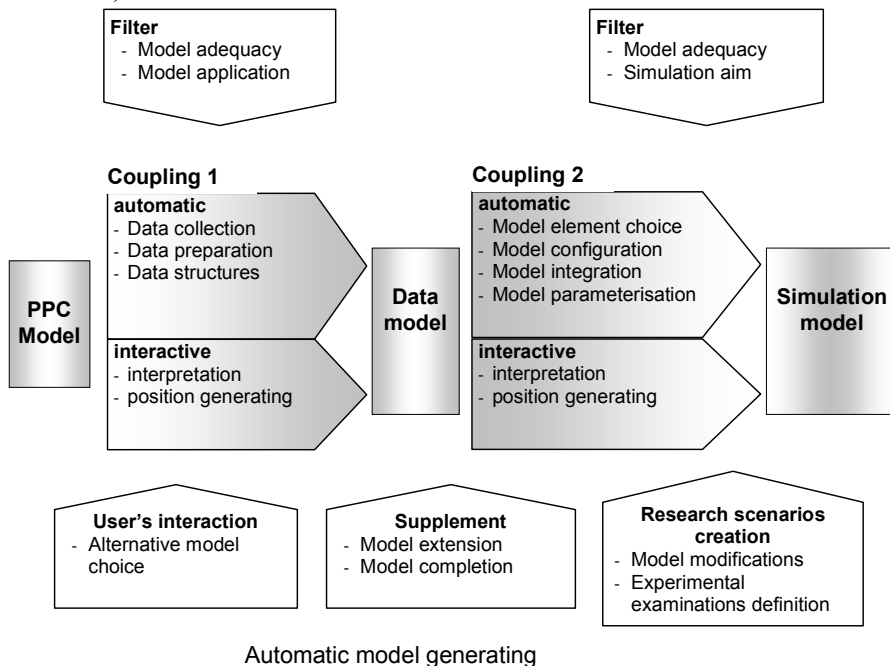 Filter
- Model adequacy
- Model application
Filter
- Model adequacy
- Simulation aim
Coupling 1
automatic
- Data collection
- Data preparation
- Data structures
interactive
- interpretation
- position generating
Coupling 2
automatic
- Model element choice
- Model configuration
- Model integration
- Model parameterisation
interactive
- interpretation
- position generating
PPC
Model
Data
model
Simulation
model
User's interaction
- Alternative model
choice
Supplement
- Model extension
- Model completion
Research scenarios
creation
- Model modifications
- Experimental
examinations definition
Automatic model generating